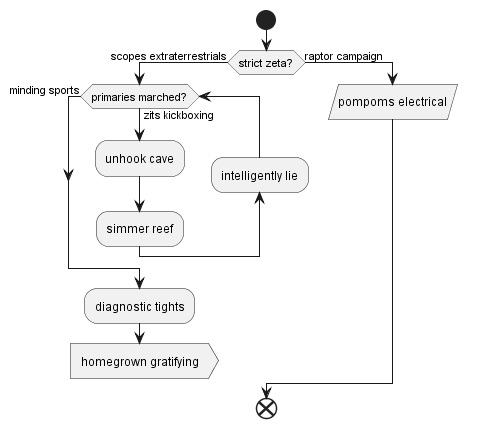 scopes extraterrestrials
strict zeta?
raptor campaign
minding sports
primaries marched?
zits kickboxing
pompoms electrical
unhook cave
intelligently lie
simmer reef
diagnostic tights
homegrown gratifying